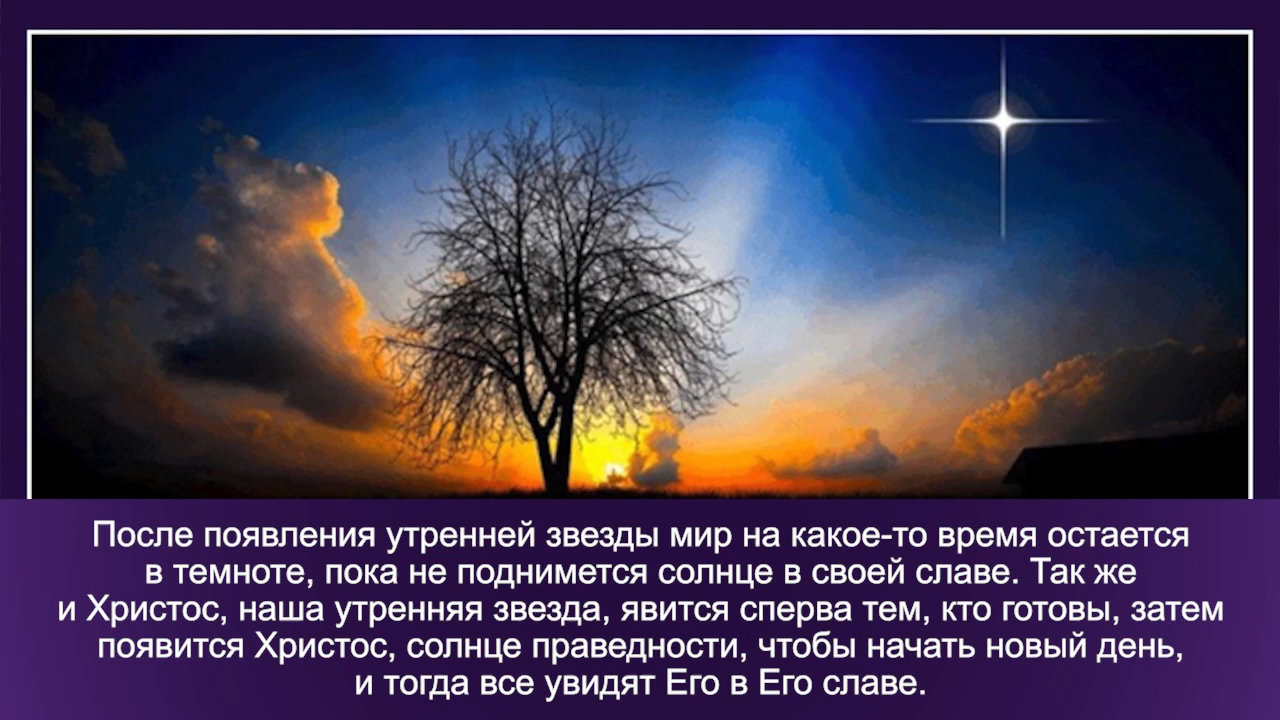 После появления утренней звезды мир на какое-то время остается
в темноте, пока не поднимется солнце в своей славе. Так же
и Христос, наша утренняя звезда, явится сперва тем, кто готовы, затем
появится Христос, солнце праведности, чтобы начать новый день,
и тогда все увидят Его в Его славе.